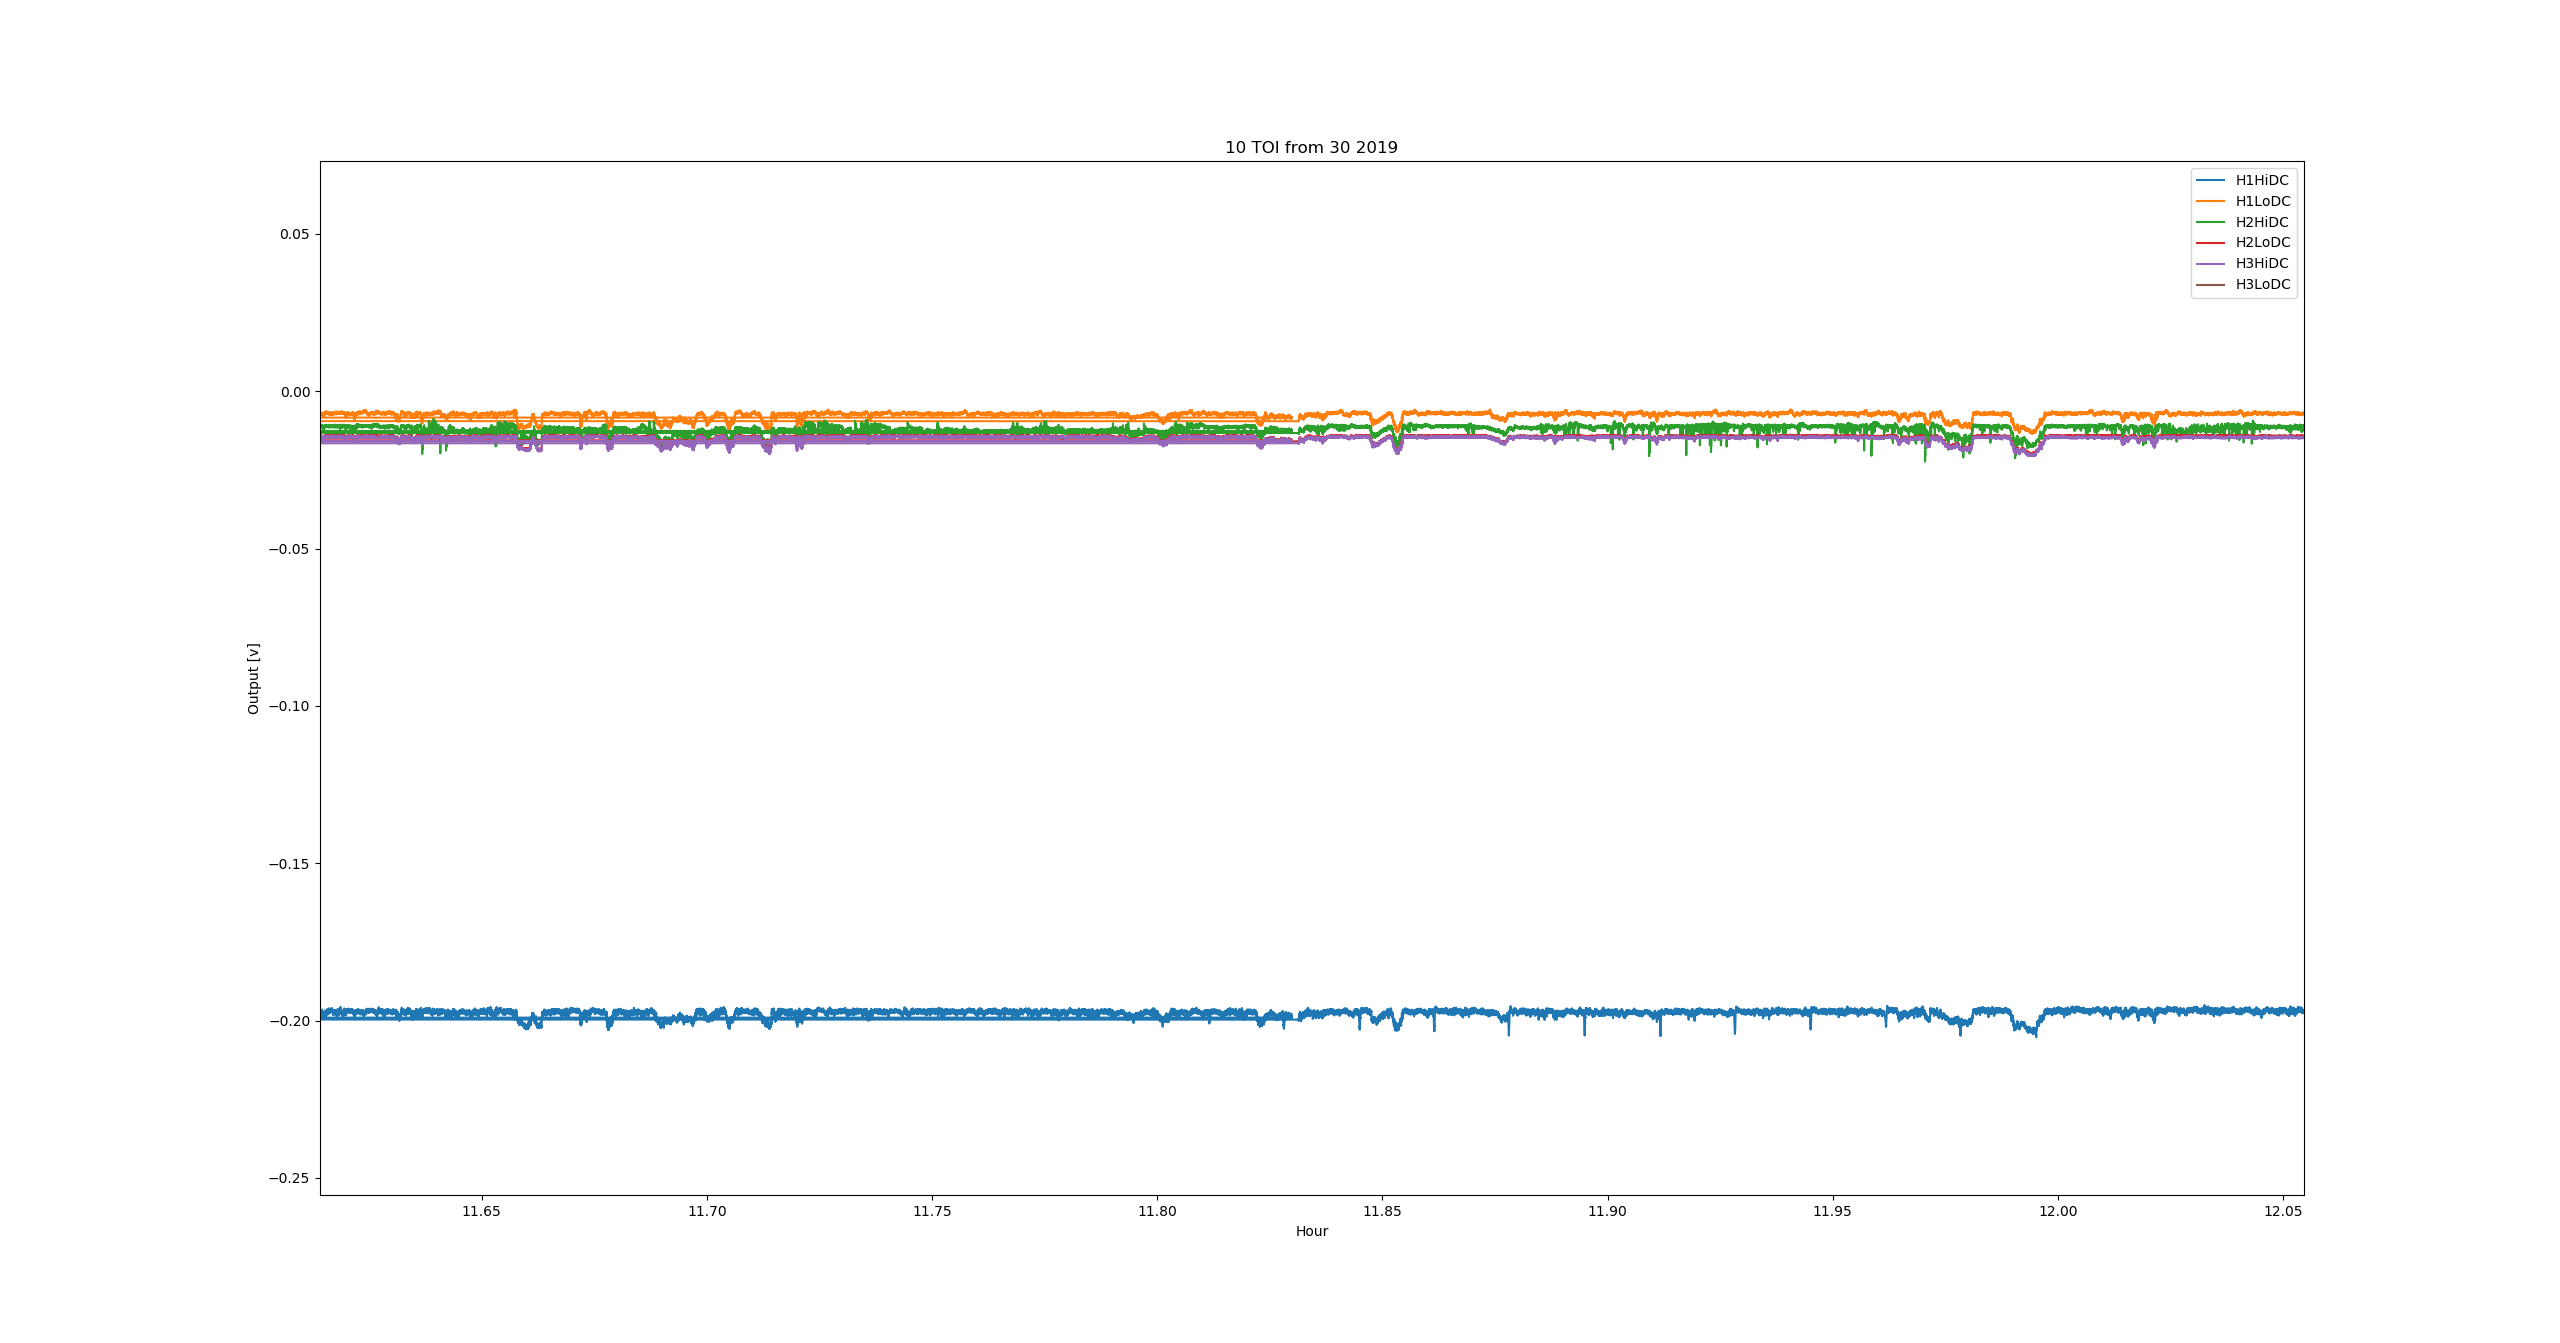 10 TOI from 30 2019
H1HiDC
H1LoDC
H2HiDC
H2LoDC
H3HiDC
H3LoDC
0.05
0.00
−0.05
−0.10
−0.15
−0.20
−0.25
Output [v]
11.65 11.70 11.75 11.80 11.85 11.90 11.95 12.00 12.05
Hour